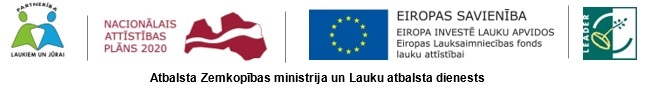 PARTNERĪBA
LAUKIEM UN JŪRAI
NACIONĀLAIS
ATTĪSTĪBAS
PLĀNS 2020
EIROPAS SAVIENĪBA
EIROPA INVESTĒ LAUKU APVIDOS
Eiropas Lauksaimniecības fonds
lauku attīstībai
LEADER
Atbalsta Zemkopības ministrija un Lauku atbalsta dienests